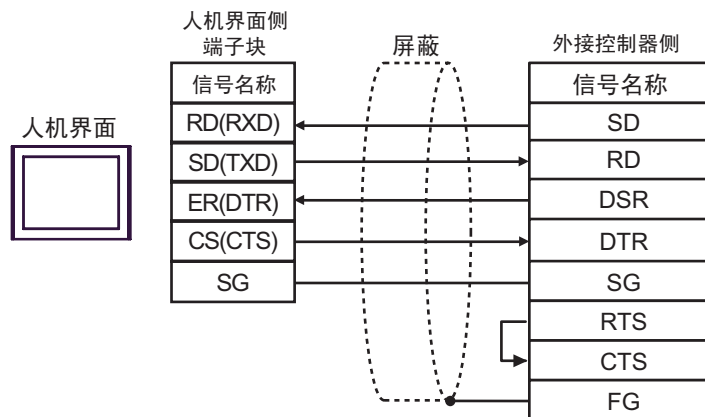 人机界面侧
端子块
屏蔽
外接控制器侧
信号名称
信号名称
人机界面
RD(RXD)
SD
SD(TXD)
RD
ER(DTR)
DSR
CS(CTS)
DTR
SG
SG
RTS
CTS
FG